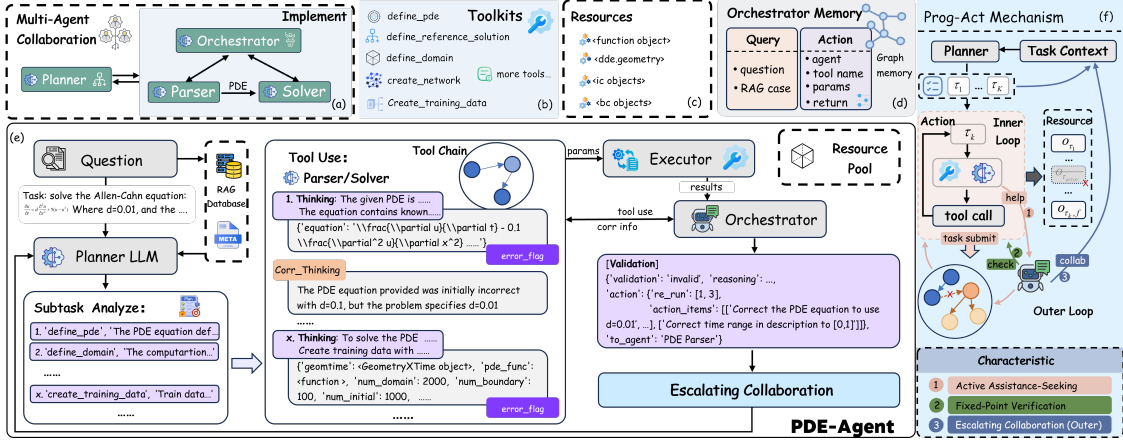 Multi-Agent
Collaboration
Implement
Orchestrator
Planner
Parser
PDE
Solver
(a)
define_pde
define_reference_solution
define_domain
create_network
Create_training_data
Toolkits
more tools...
(b)
Resources
<function object>
<dde.geometry>
<ic objects>
<bc objects>
(c)
Orchestrator Memory
Query
• question
• RAG case
Action
• agent
• tool name
• params
• return
Graph
memory
(d)
(e)
Question
Task: solve the Allen-Cahn equation:
Where d=0.01, and the ....
RAG
Database
META
Planner LLM
Subtask Analyze:
1. 'define_pde', 'The PDE equation def...'
2. 'define_domain', 'The computartion...'
......
x. 'create_training_data', 'Train data...'
......
Tool Use:
Parser/Solver
Tool Chain
1. Thinking: The given PDE is ......
The equation contains known......
{'equation': '\\frac{\\partial u}{\\partial t} - 0.1
\\frac{\\partial^2 u}{\\partial x^2} ......'}
error_flag
Corr_Thinking
The PDE equation provided was initially incorrect
with d=0.1, but the problem specifies d=0.01
......
x. Thinking: To solve the PDE ......
Create training data with ......
{'geomtime': <GeometryXTime object>, 'pde_func':
<function >, 'num_domain': 2000, 'num_boundary':
100, 'num_initial': 1000, ......
error_flag
......
params
Executor
results
tool use
corr info
Orchestrator
Resource
Pool
[Validation]
{'validation': 'invalid', 'reasoning': ...,
'action': {'re_run': [1, 3],
'action_items': [['Correct the PDE equation to use
d=0.01', ...], ['Correct time range in description to [0,1]']]},
'to_agent': 'PDE Parser'}
Escalating Collaboration
PDE-Agent
Prog-Act Mechanism
(f)
Planner
Task Context
τ1 ... τK
Action
Inner
Loop
τk
tool call
help
1
task submit
Resource
Oτ1
...
...
check
2
collab
3
Outer Loop
Characteristic
1 Active Assistance-Seeking
2 Fixed-Point Verification
3 Escalating Collaboration (Outer)